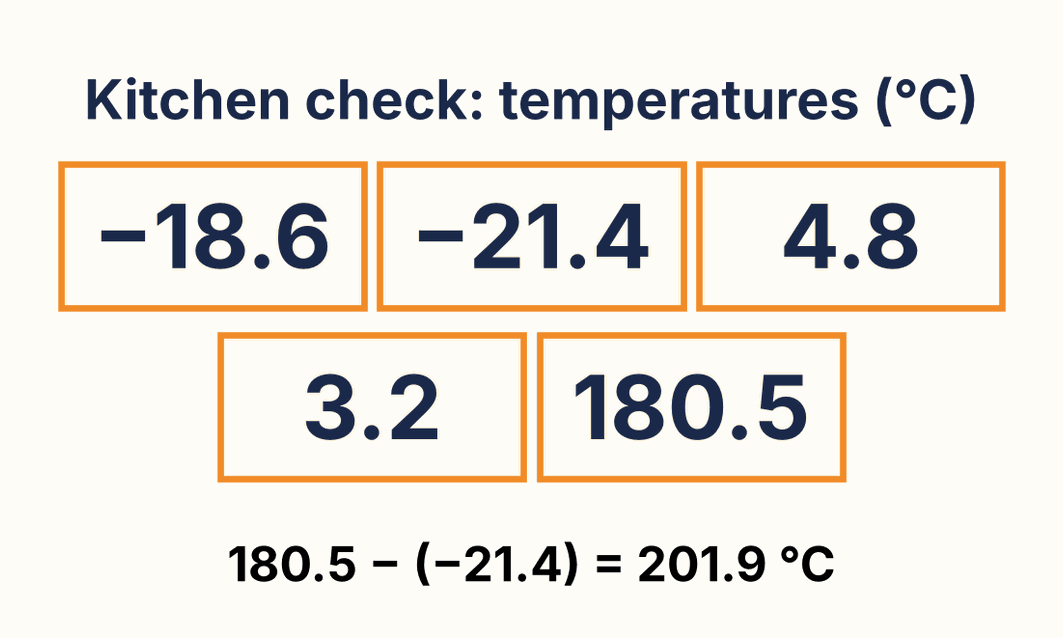 Kitchen check: temperatures (°C)
−18.6 −21.4 4.8
3.2 180.5
180.5 − (−21.4) = 201.9 °C